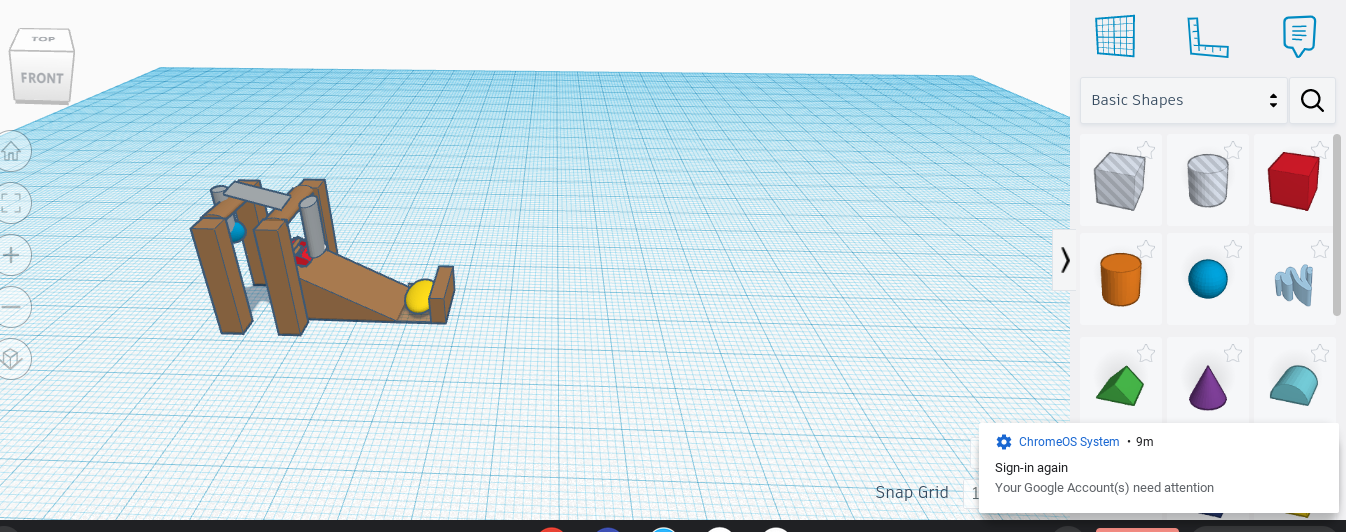 TOP
FRONT
Basic Shapes
Snap Grid
1
ChromeOS System • 9m
Sign-in again
Your Google Account(s) need attention